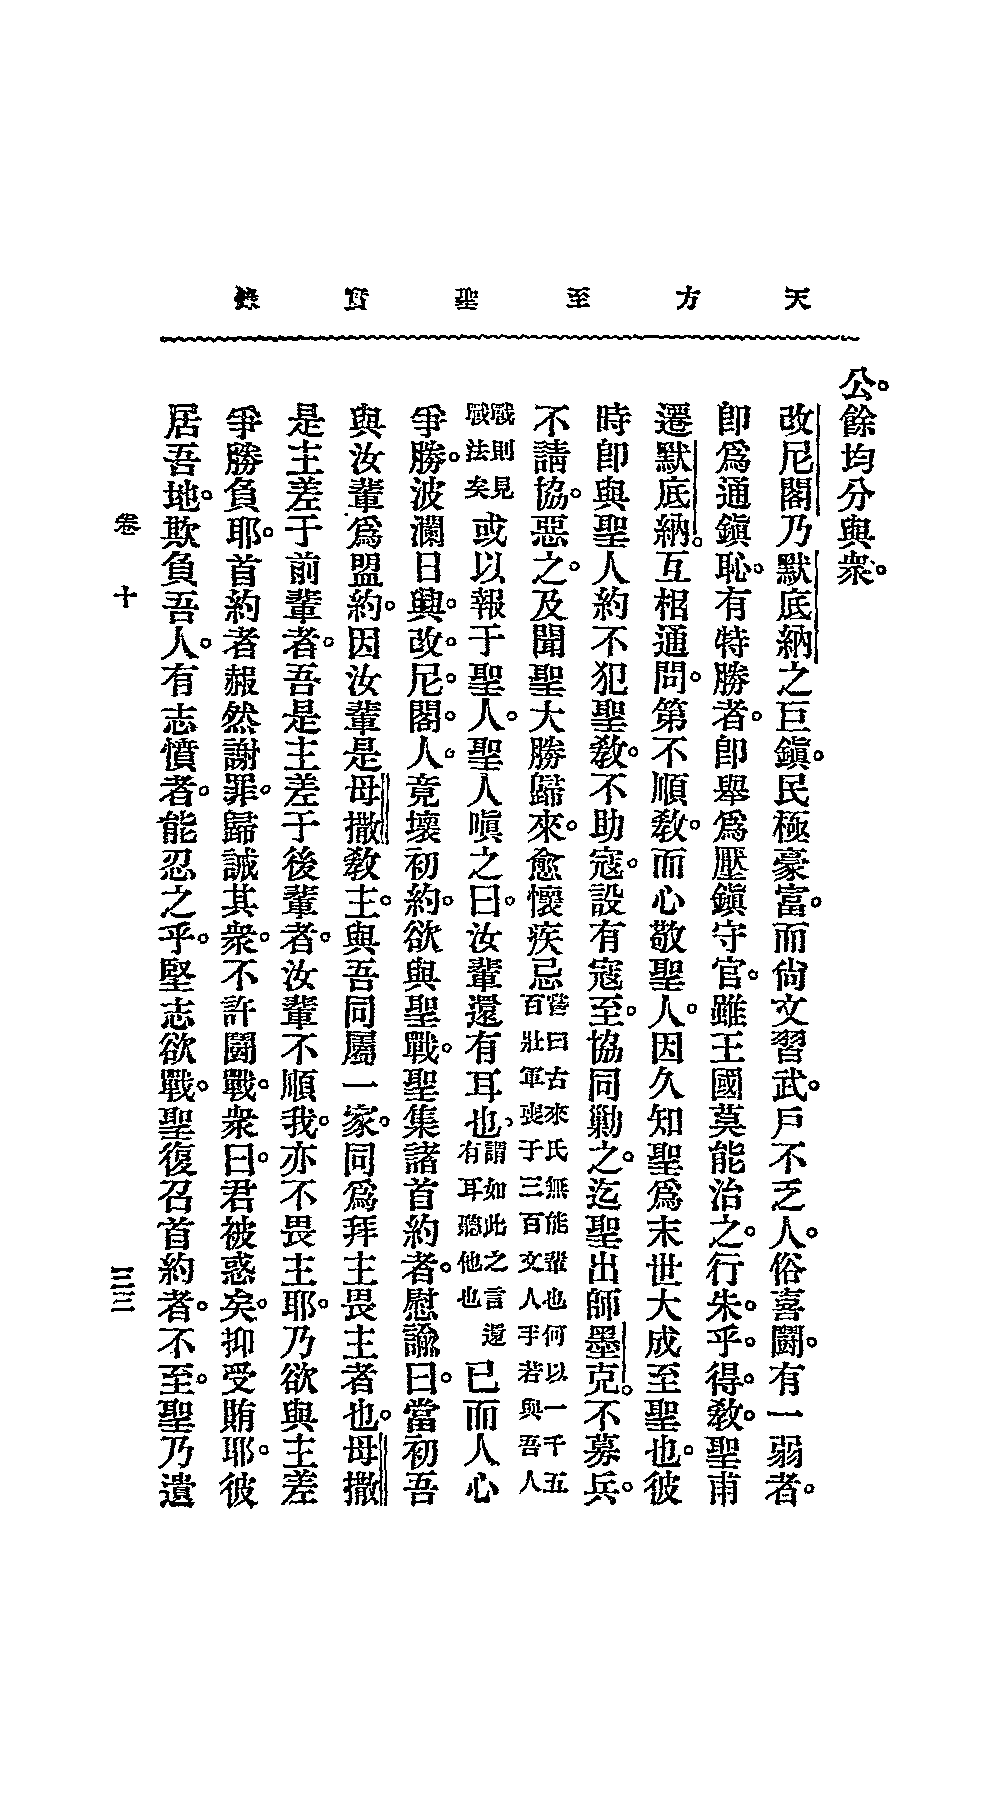 天方至聖實錄
公。餘均分與衆。
改尼閣乃默底納之巨鎭。民極豪富。而尙文習武。戶不乏人。俗喜鬭。有一弱者。
卽爲通鎭恥。有特勝者。卽舉爲壓鎭守官。雖王國莫能治之。行朱。乎。得。敎。聖甫
遷默底納。互相通問。第不順敎。而心敬聖人。因久知聖爲末世大成至聖也。彼
時卽與聖人約不犯聖敎。不助寇。設有寇至。協同勦之。迄聖出師墨克。不募兵。
不請協。惡之。及聞聖大勝歸來。愈懷疾忌嘗曰古來氏無能輩也何以一千五百壯軍喪于三百文人手若與吾人
戰則見戰法矣或以報于聖人。聖人嗔之曰。汝輩還有耳也、謂如此之言還有耳聽他也已而人心
爭勝。波瀾日興。改。尼。閣。人。竟壞初約。欲與聖戰。聖集諸首約者。慰諭曰。當初吾
與汝輩爲盟約。因汝輩是母撒敎主。與吾同屬一家。同爲拜主畏主者也。母撒
是主差于前輩者。吾是主差于後輩者。汝輩不順我。亦不畏主耶。乃欲與主差
爭勝負耶。首約者赧然謝罪。歸誠其衆。不許鬭戰。衆曰。君被惑矣。抑受賄耶。彼
居吾地。欺負吾人。有志憤者。能忍之乎。堅志欲戰。聖復召首約者。不至。聖乃遺
卷十
三三